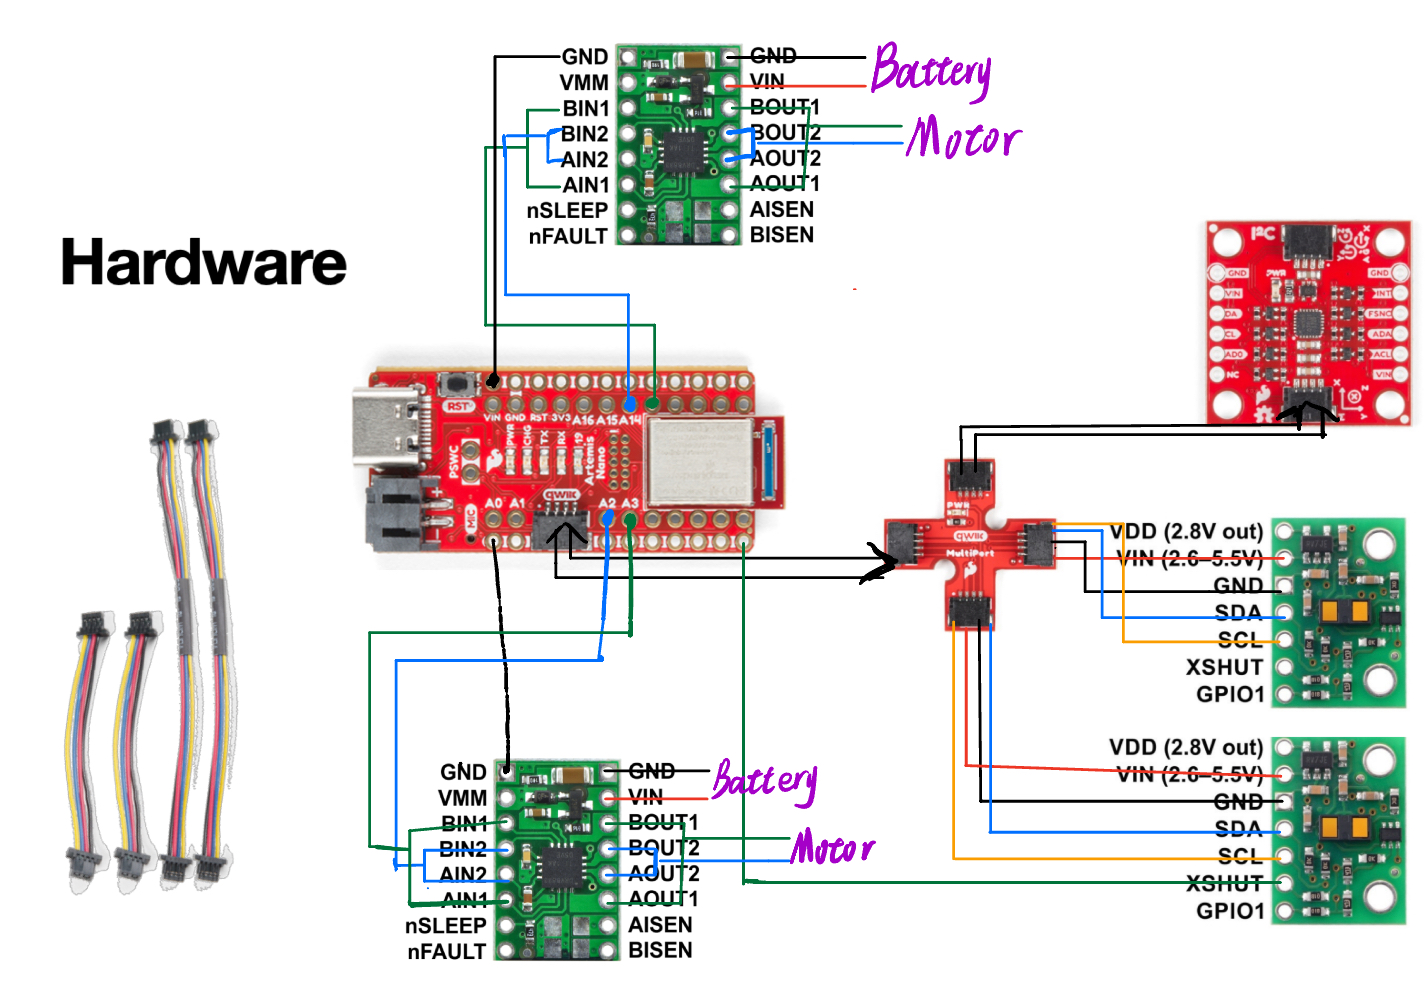 Hardware
GND
VMM
BIN1
BIN2
AIN2
AIN1
nSLEEP
nFAULT
GND
VIN
BOUT1
BOUT2
AOUT2
AOUT1
AISEN
BISEN
Battery
Motor
RST
VIN GND RST 3V3 A16 A15 A14
PSWC
PWR
CHG
TX
RX
19
Artemis
Nano
MIC
A0 A1
qwiic
A2 A3
I²C
PWR
GND
VIN
DA
CL
AD0
NC
GND
INT
FSNC
ADA
ACL
VIN
PWR
qwiic
MultiPort
VDD (2.8V out)
VIN (2.6–5.5V)
GND
SDA
SCL
XSHUT
GPIO1
VDD (2.8V out)
VIN (2.6–5.5V)
GND
SDA
SCL
XSHUT
GPIO1
GND
VMM
BIN1
BIN2
AIN2
AIN1
nSLEEP
nFAULT
GND
VIN
BOUT1
BOUT2
AOUT2
AOUT1
AISEN
BISEN
Battery
Motor